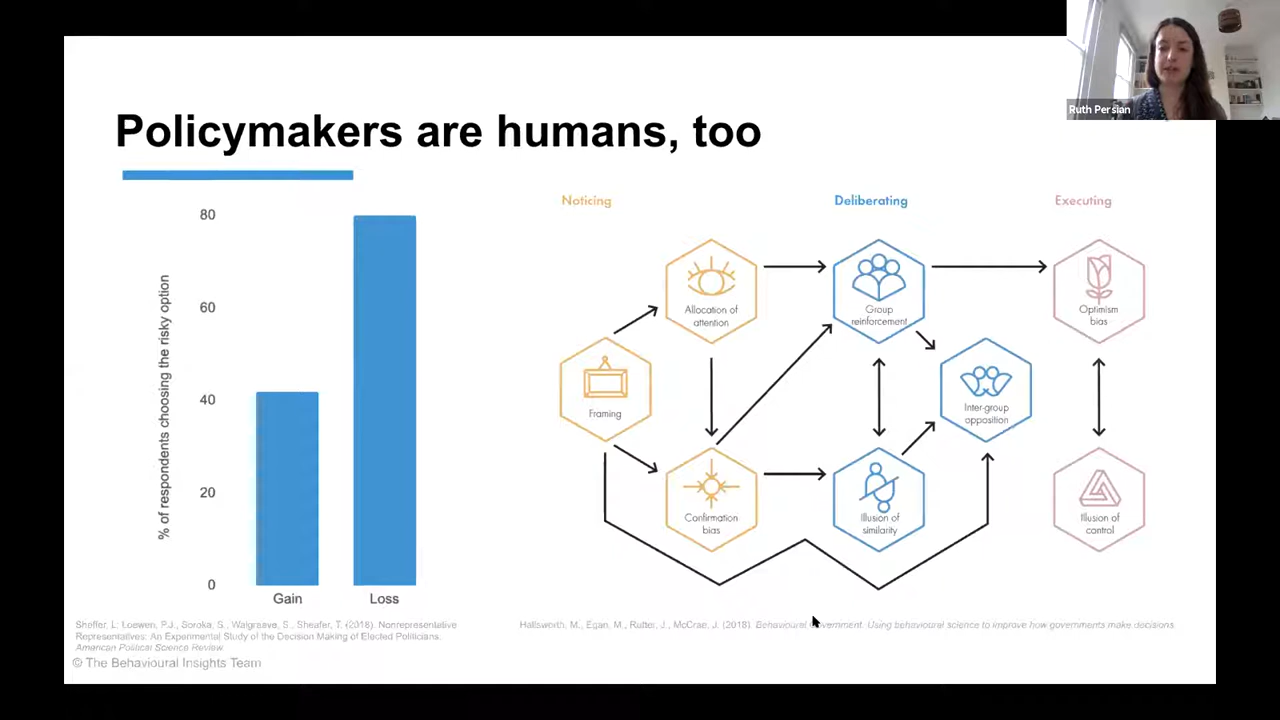 Ruth Persian
Policymakers are humans, too
80
60
40
20
0
% of respondents choosing the risky option
Gain
Loss
Noticing
Deliberating
Executing
Allocation of
attention
Group
reinforcement
Optimism
bias
Framing
Inter-group
opposition
Confirmation
bias
Illusion of
similarity
Illusion of
control
Sheffer, L. Loewen, P.J., Soroka, S., Walgraave, S., Sheafer, T. (2018). Nonrepresentative
Representatives: An Experimental Study of the Decision Making of Elected Politicians.
American Political Science Review
Hallsworth, M., Egan, M., Rutter, J., McCrae, J. (2018). Behavioural Government. Using behavioural science to improve how governments make decisions.
© The Behavioural Insights Team